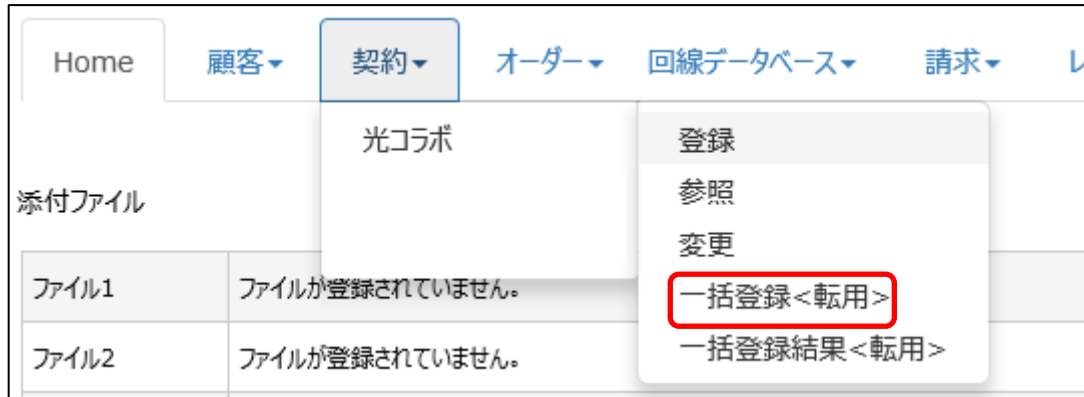 Home 顧客▾ 契約▾ オーダー▾ 回線データベース▾ 請求▾ レ
光コラボ
登録
参照
変更
一括登録<転用>
一括登録結果<転用>
添付ファイル
ファイル1 ファイルが登録されていません。
ファイル2 ファイルが登録されていません。